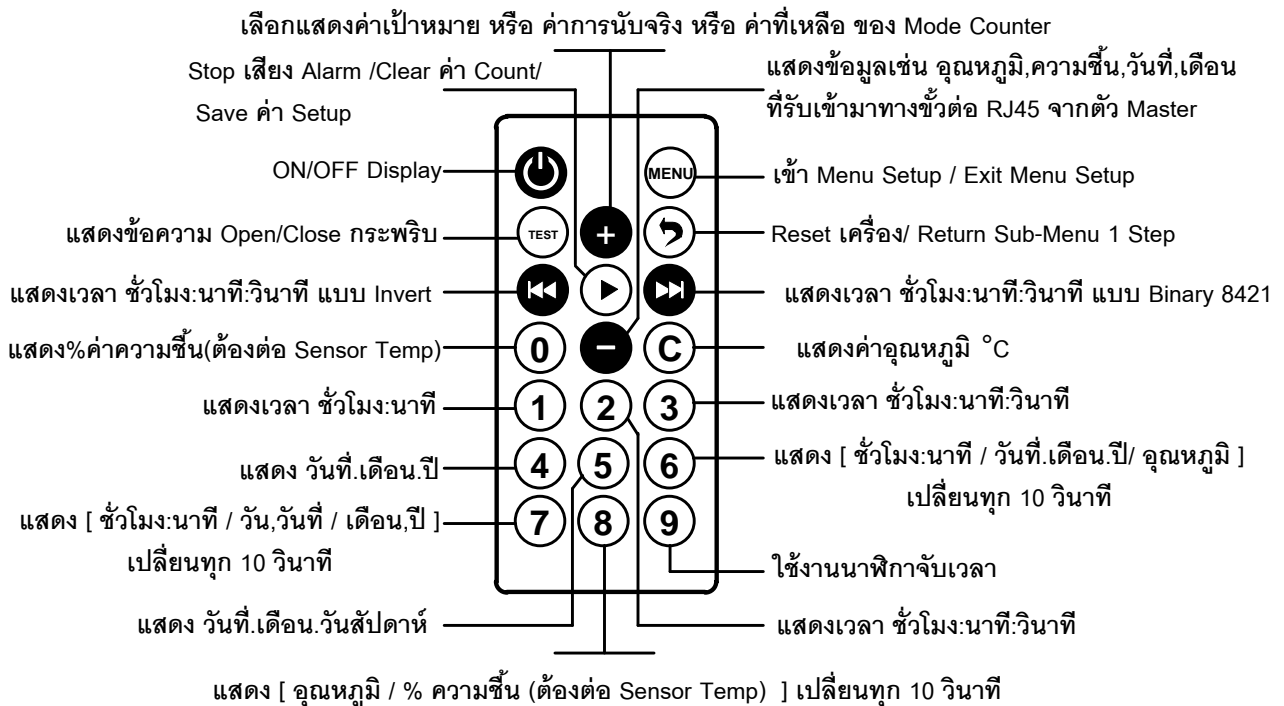 เลือกแสดงค่าเป้าหมาย หรือ ค่าการนับจริง หรือ ค่าที่เหลือ ของ Mode Counter
Stop เสียง Alarm /Clear ค่า Count/
Save ค่า Setup
แสดงข้อมูลเช่น อุณหภูมิ,ความชื้น,วันที่,เดือน
ที่รับเข้ามาทางขั้วต่อ RJ45 จากตัว Master
ON/OFF Display
MENU
เข้า Menu Setup / Exit Menu Setup
แสดงข้อความ Open/Close กระพริบ
TEST
+
Reset เครื่อง/ Return Sub-Menu 1 Step
แสดงเวลา ชั่วโมง:นาที:วินาที แบบ Invert
แสดงเวลา ชั่วโมง:นาที:วินาที แบบ Binary 8421
แสดง%ค่าความชื้น(ต้องต่อ Sensor Temp)
0
−
C
แสดงค่าอุณหภูมิ °C
แสดงเวลา ชั่วโมง:นาที
1
2
3
แสดงเวลา ชั่วโมง:นาที:วินาที
แสดง วันที่.เดือน.ปี
4
5
6
แสดง [ ชั่วโมง:นาที / วันที่.เดือน.ปี/ อุณหภูมิ ]
เปลี่ยนทุก 10 วินาที
แสดง [ ชั่วโมง:นาที / วัน,วันที่ / เดือน,ปี ]
เปลี่ยนทุก 10 วินาที
7
8
9
ใช้งานนาฬิกาจับเวลา
แสดง วันที่.เดือน.วันสัปดาห์
แสดงเวลา ชั่วโมง:นาที:วินาที
แสดง [ อุณหภูมิ / % ความชื้น (ต้องต่อ Sensor Temp) ] เปลี่ยนทุก 10 วินาที